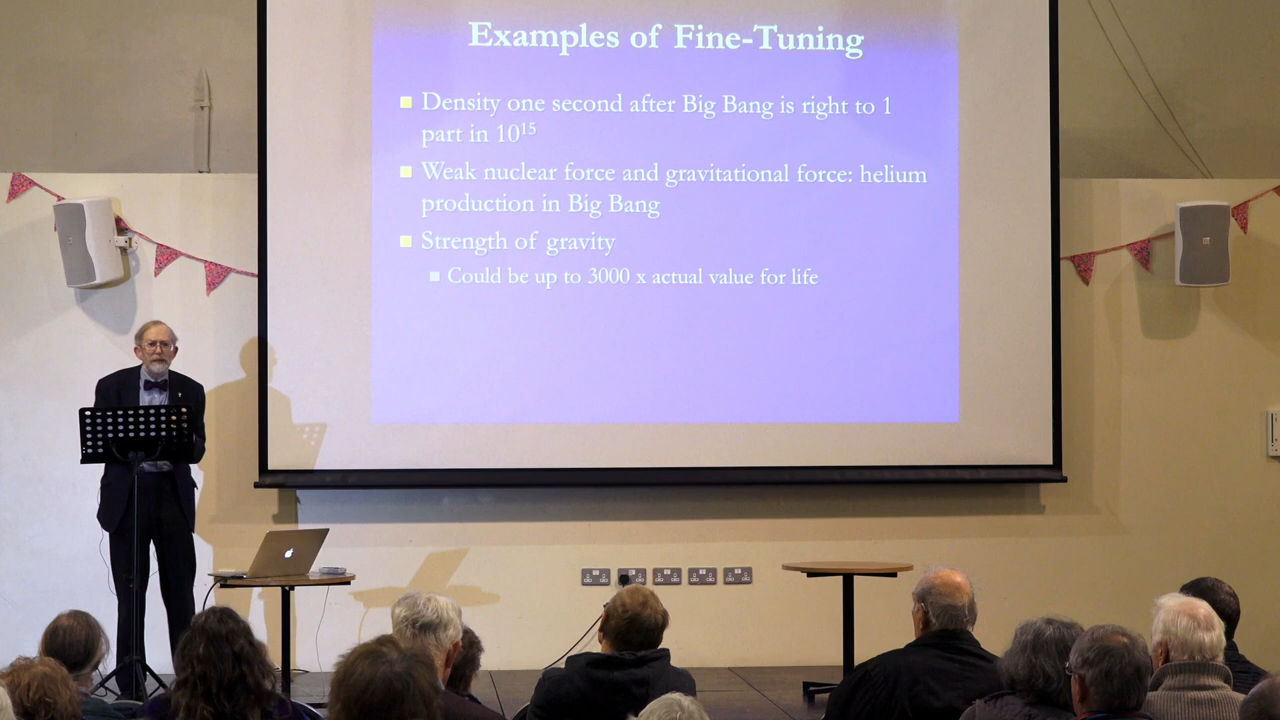 Examples of Fine-Tuning
Density one second after Big Bang is right to 1
part in 10¹⁵
Weak nuclear force and gravitational force: helium
production in Big Bang
Strength of gravity
Could be up to 3000 x actual value for life